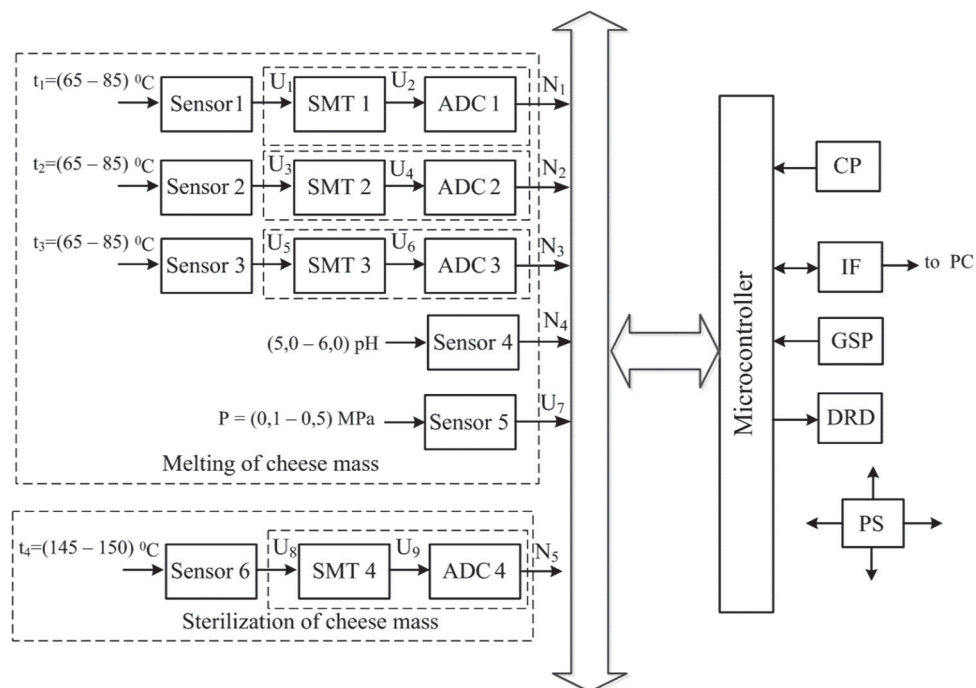 t₁=(65 – 85) ⁰C
Sensor1
U₁
SMT 1
U₂
ADC 1
N₁
t₂=(65 – 85) ⁰C
Sensor 2
U₃
SMT 2
U₄
ADC 2
N₂
t₃=(65 – 85) ⁰C
Sensor 3
U₅
SMT 3
U₆
ADC 3
N₃
(5,0 – 6,0) pH
Sensor 4
N₄
P = (0,1 – 0,5) MPa
Sensor 5
U₇
Melting of cheese mass
t₄=(145 – 150) ⁰C
Sensor 6
U₈
SMT 4
U₉
ADC 4
N₅
Sterilization of cheese mass
Microcontroller
CP
IF
to PC
GSP
DRD
PS